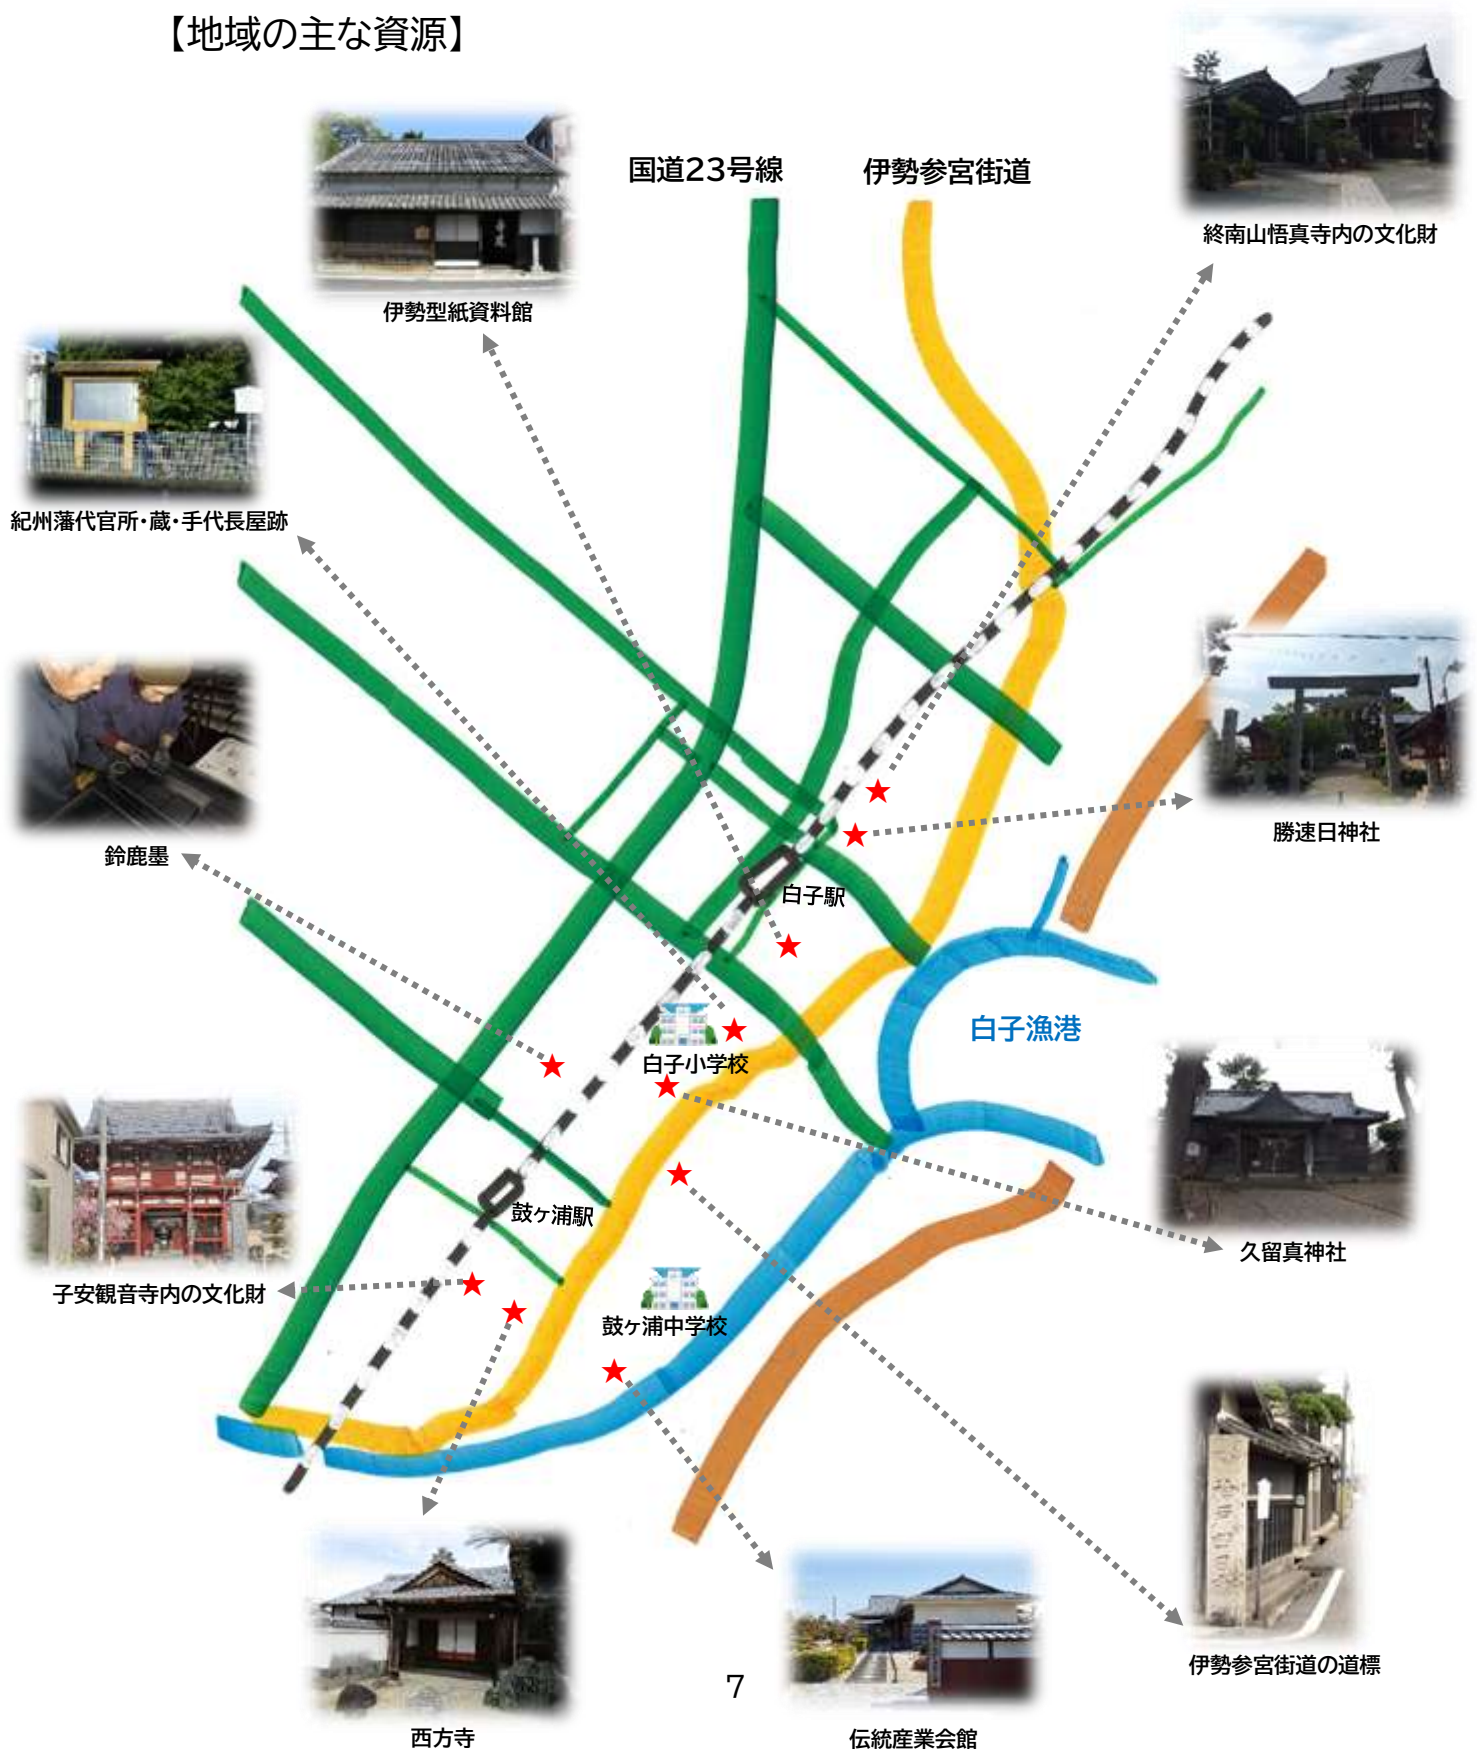 【地域の主な資源】
国道23号線
伊勢参宮街道
終南山悟真寺内の文化財
伊勢型紙資料館
紀州藩代官所・蔵・手代長屋跡
勝速日神社
鈴鹿墨
白子駅
白子漁港
白子小学校
鼓ヶ浦駅
久留真神社
子安観音寺内の文化財
鼓ヶ浦中学校
伊勢参宮街道の道標
7
西方寺
伝統産業会館